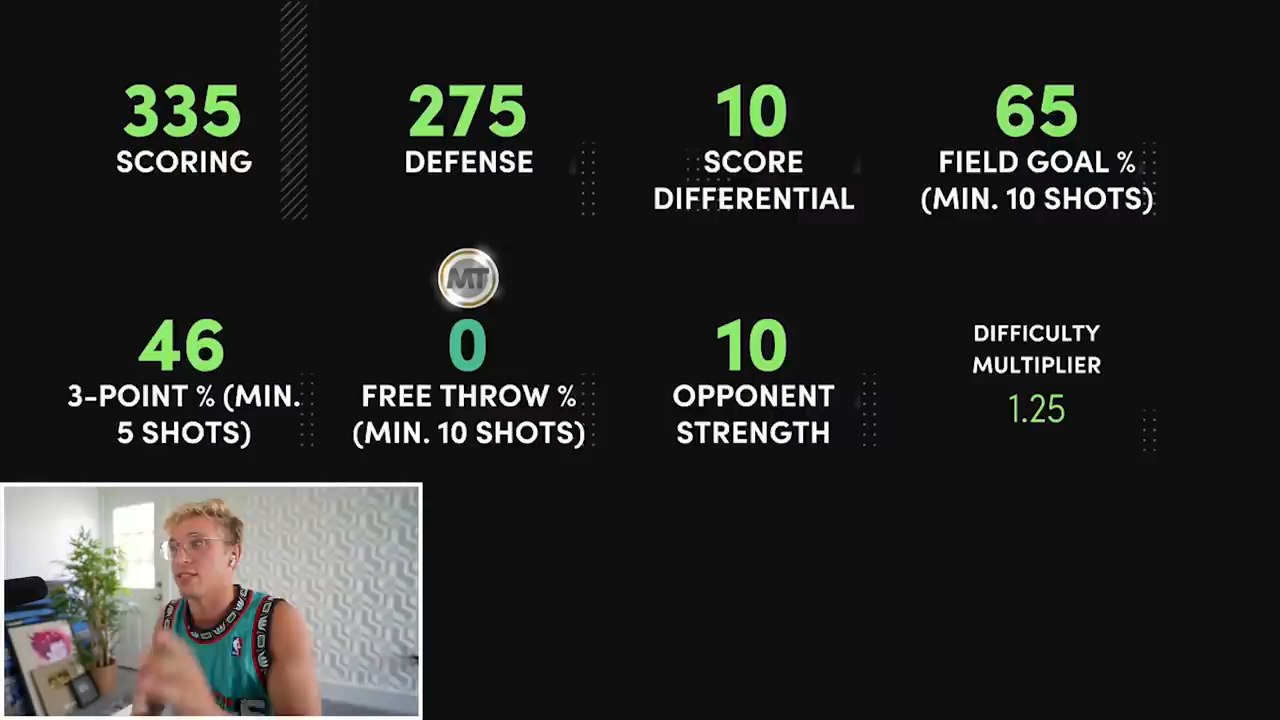 335
SCORING
275
DEFENSE
10
SCORE
DIFFERENTIAL
65
FIELD GOAL %
(MIN. 10 SHOTS)
46
3-POINT % (MIN.
5 SHOTS)
MT
0
FREE THROW %
(MIN. 10 SHOTS)
10
OPPONENT
STRENGTH
DIFFICULTY
MULTIPLIER
1.25